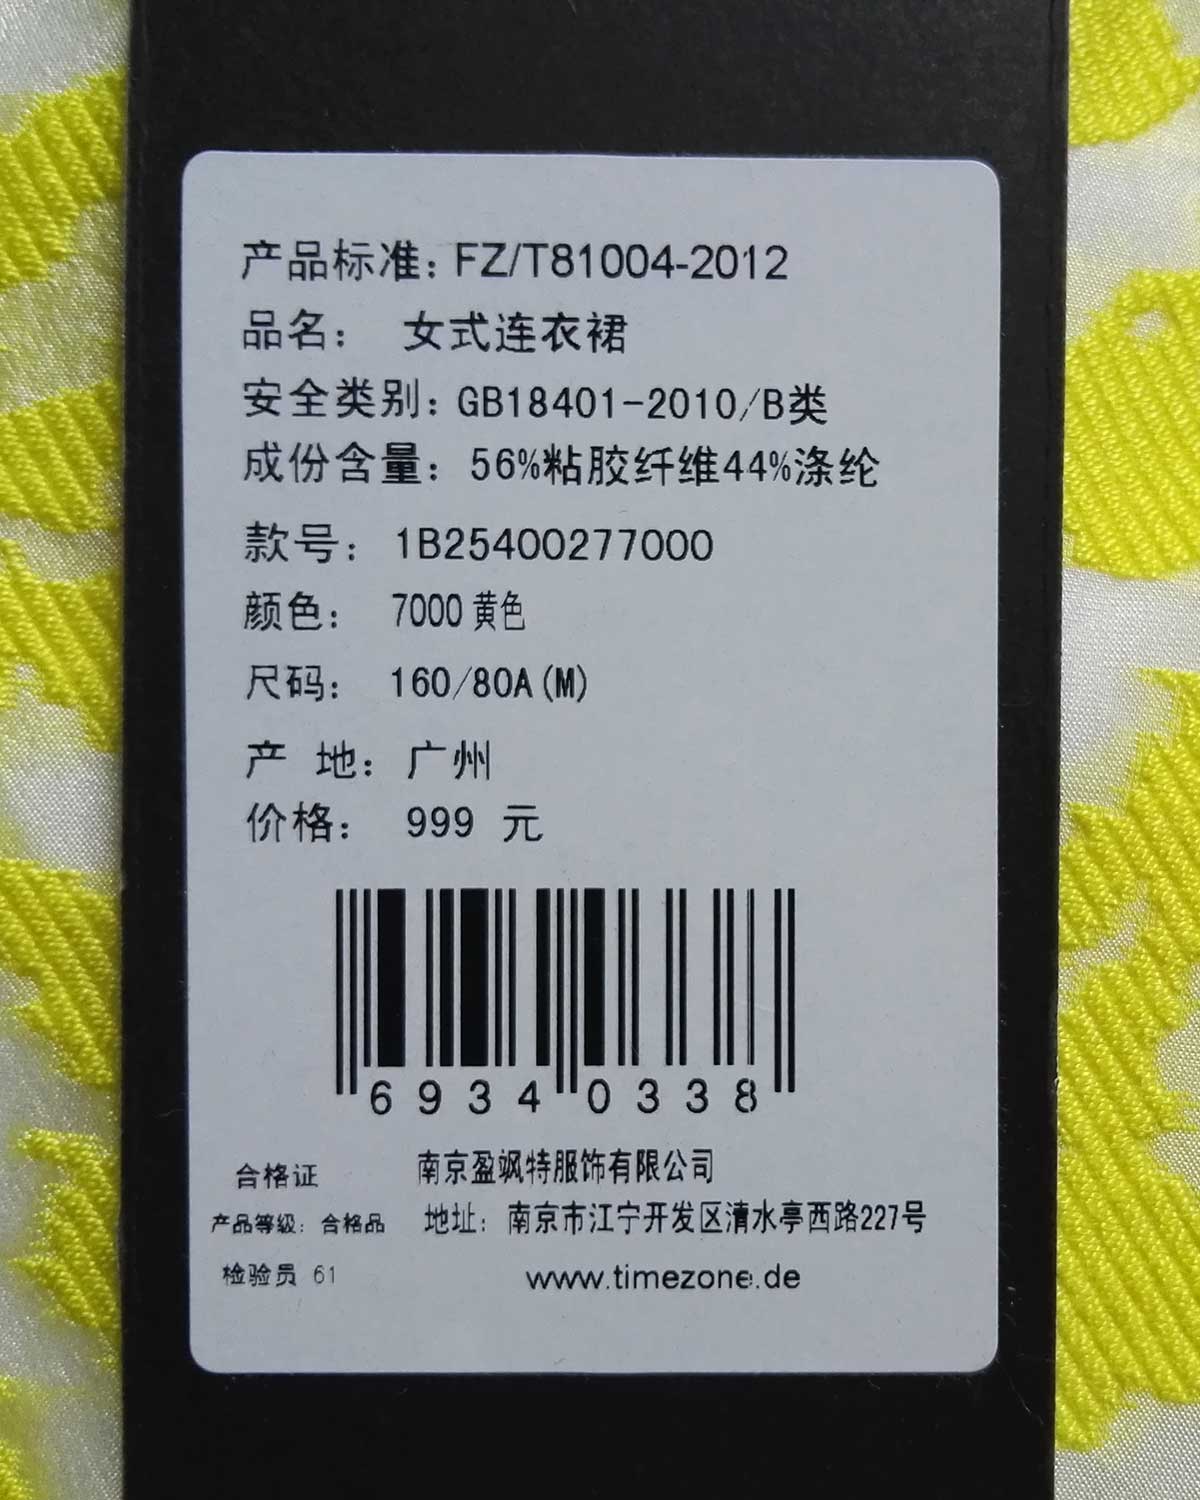 产品标准: FZ/T81004-2012
品名: 女式连衣裙
安全类别: GB18401-2010/B类
成份含量: 56%粘胶纤维44%涤纶
款号: 1B25400277000
颜色: 7000 黄色
尺码: 160/80A(M)
产 地: 广州
价格: 999 元
6934 0338
合格证 南京盈飒特服饰有限公司
产品等级: 合格品 地址: 南京市江宁开发区清水亭西路227号
检验员 61 www.timezone.de